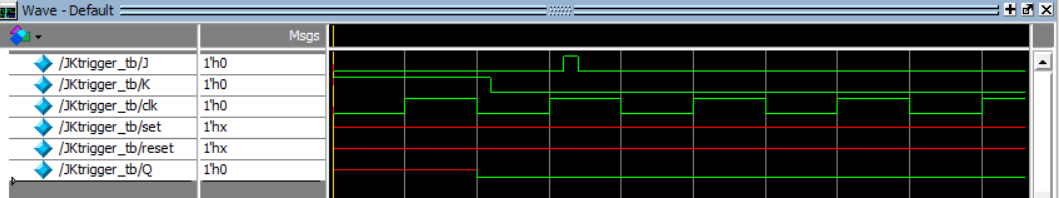 Wave - Default
Msgs
/JKtrigger_tb/J 1'h0
/JKtrigger_tb/K 1'h0
/JKtrigger_tb/clk 1'h0
/JKtrigger_tb/set 1'hx
/JKtrigger_tb/reset 1'hx
/JKtrigger_tb/Q 1'h0